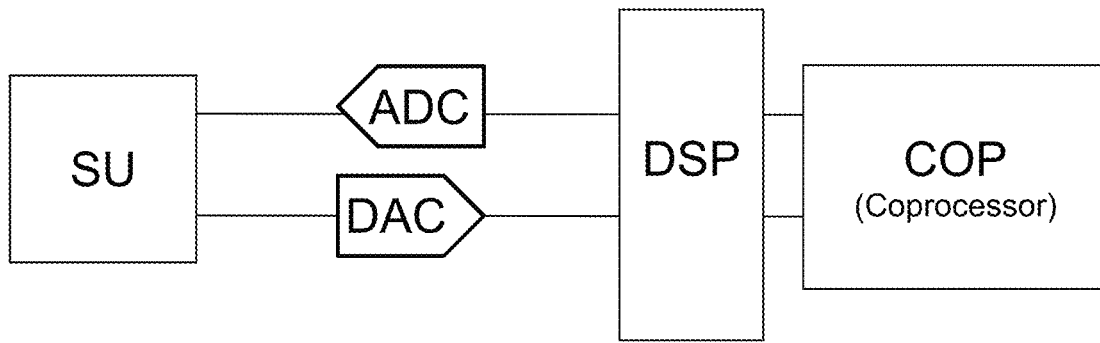 SU
ADC
DAC
DSP
COP
(Coprocessor)